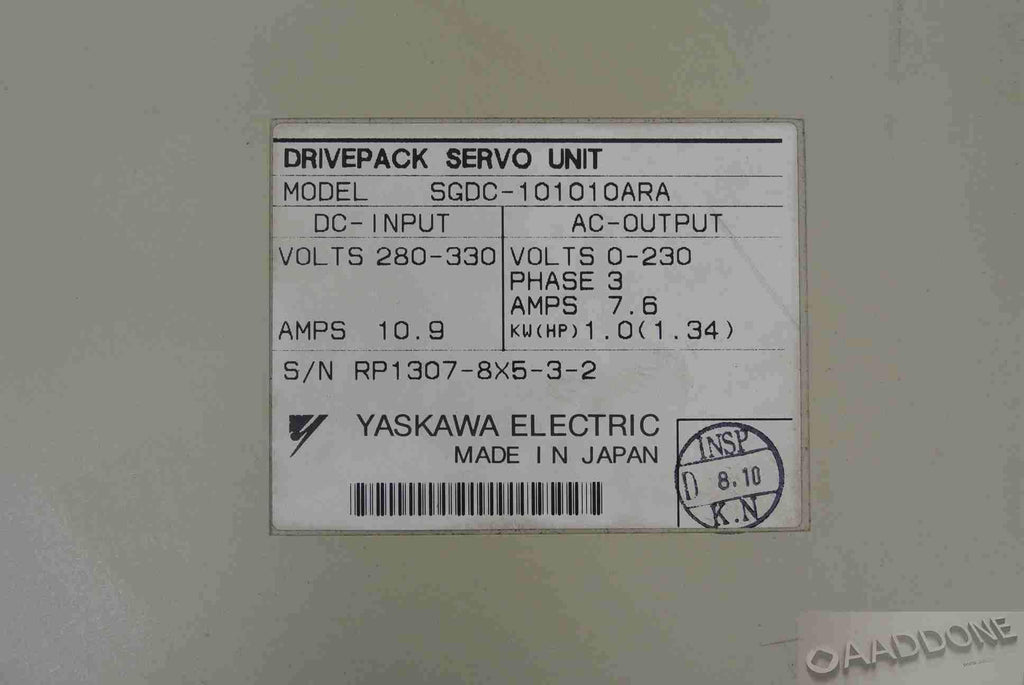 DRIVEPACK SERVO UNIT
MODEL SGDC-101010ARA
DC-INPUT
VOLTS 280-330
AMPS 10.9
AC-OUTPUT
VOLTS 0-230
PHASE 3
AMPS 7.6
KW(HP) 1.0(1.34)
S/N RP1307-8X5-3-2
YASKAWA ELECTRIC
MADE IN JAPAN
INSP
D 8.10
K.N
AADDONE